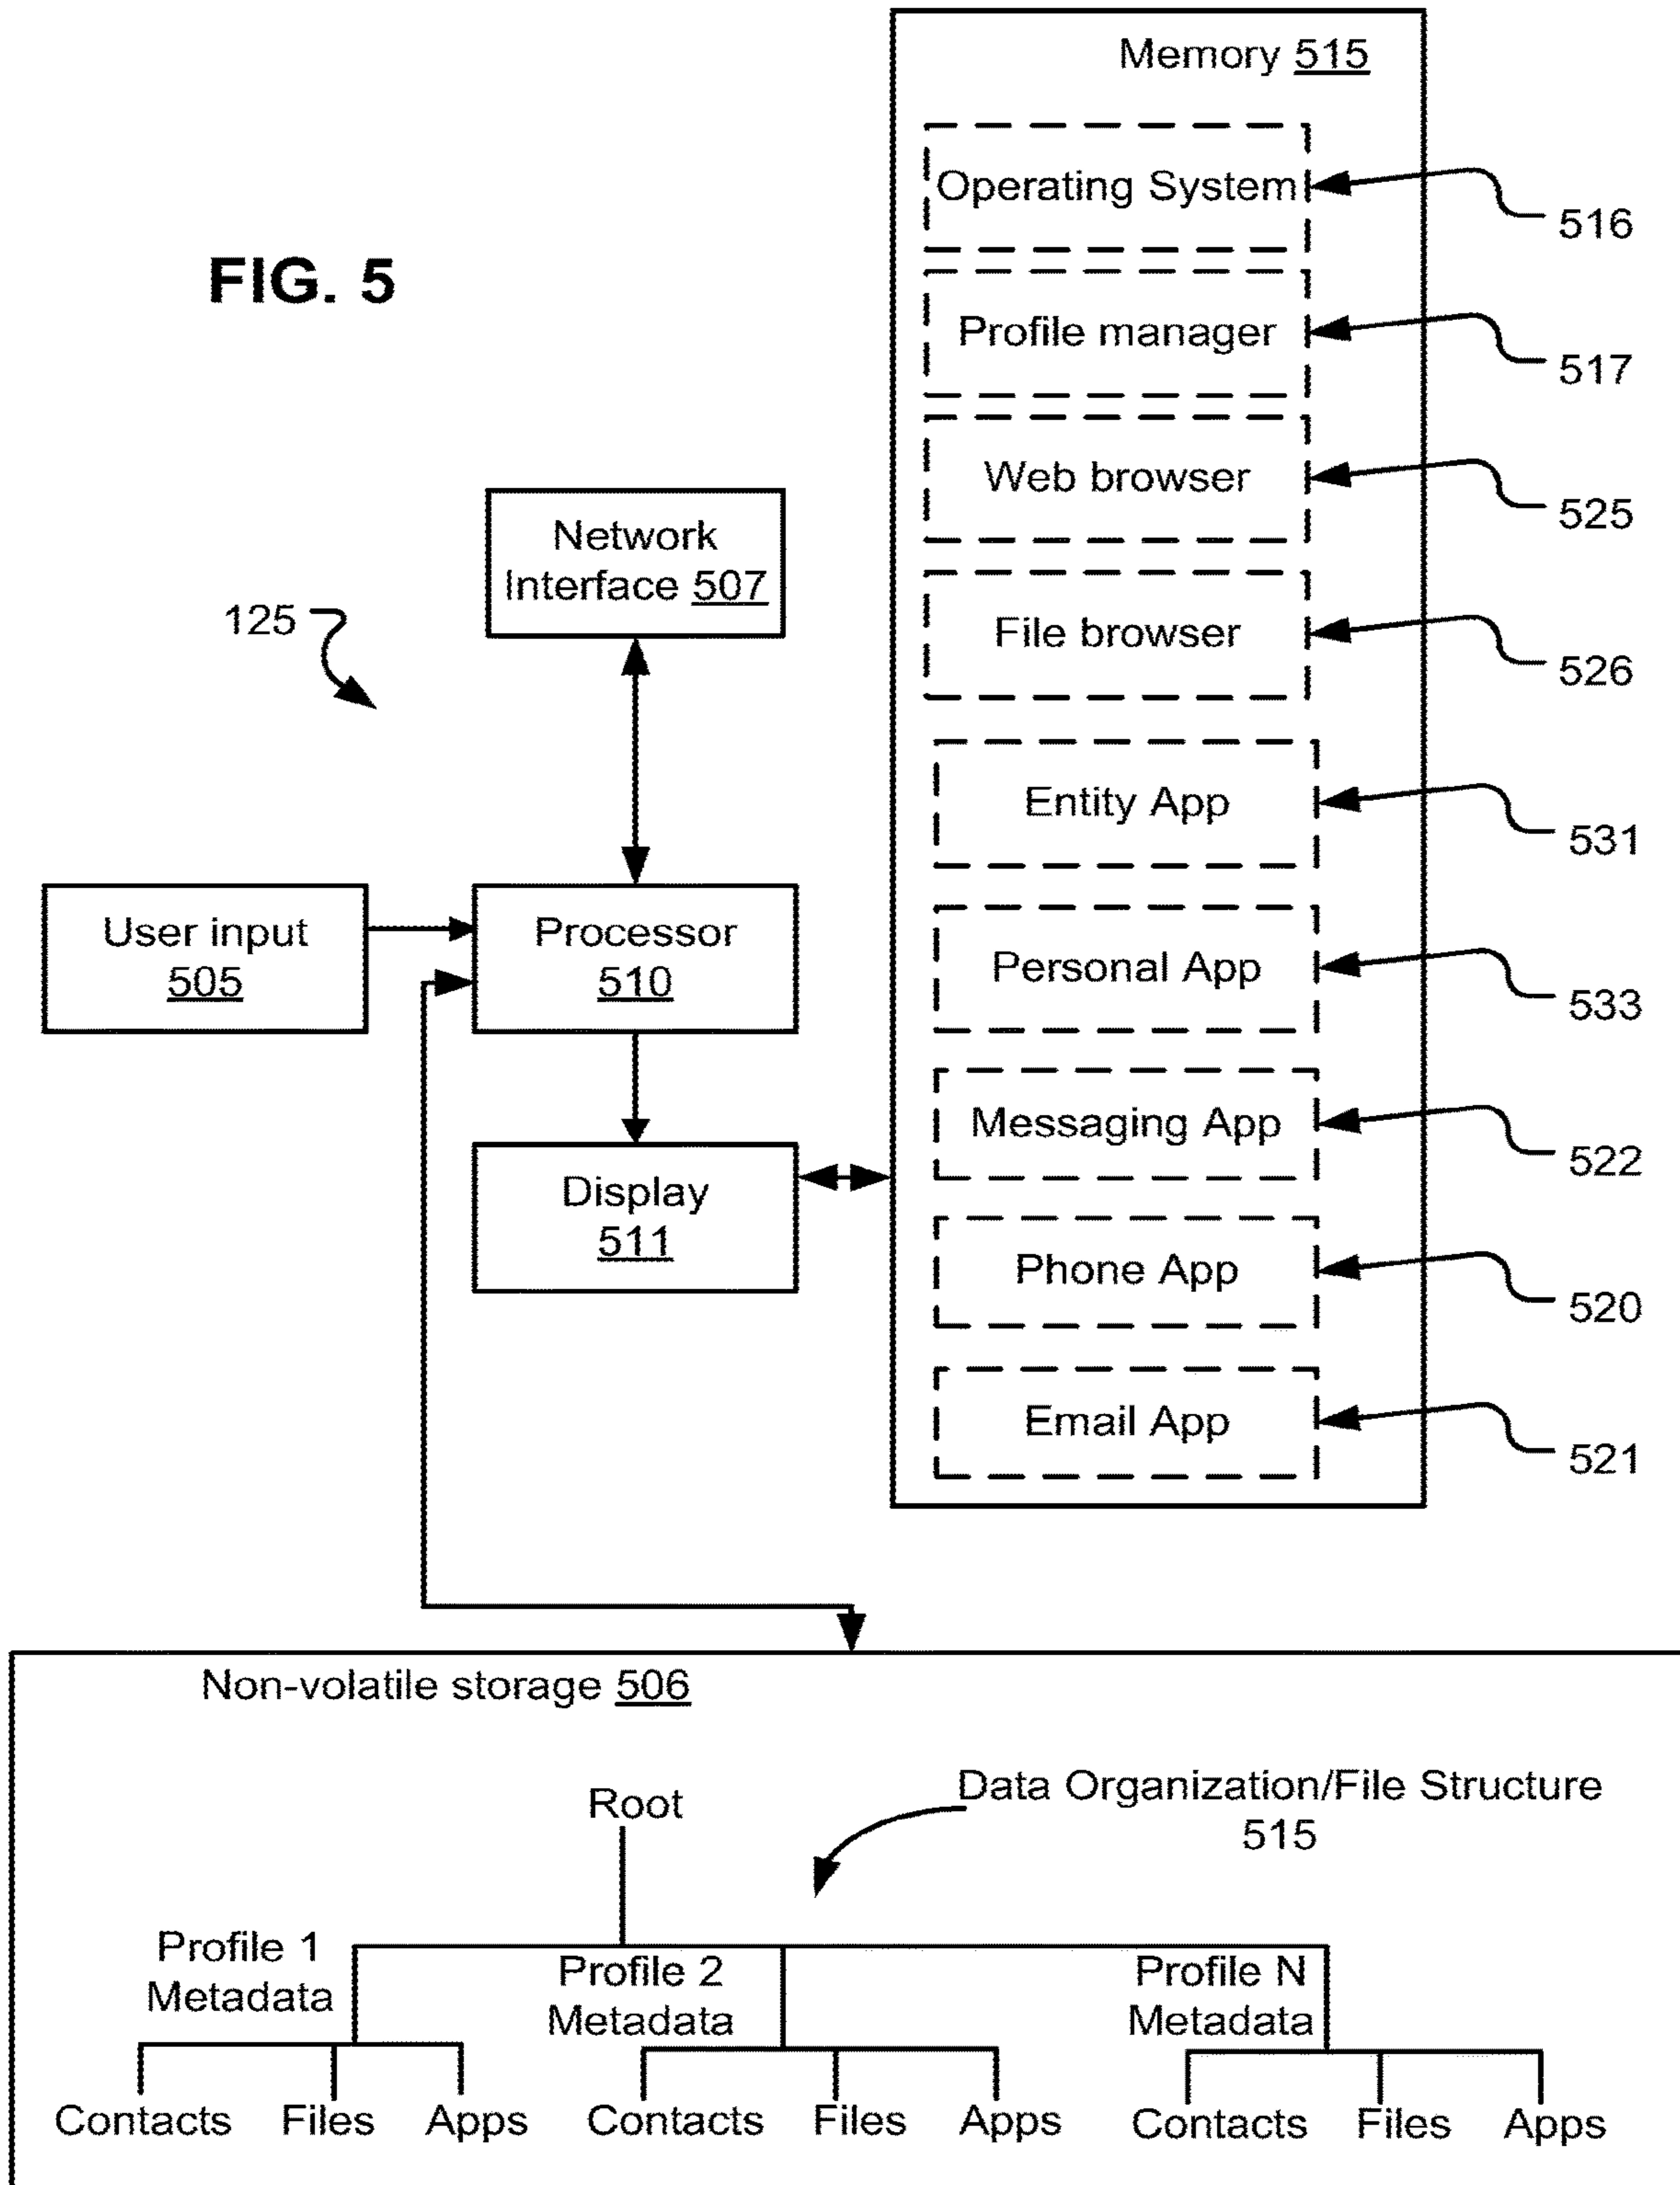 Memory 515
Operating System
516
FIG. 5
Profile manager
517
Web browser
525
Network
Interface 507
125
File browser
526
Entity App
531
User input
505
Processor
510
Personal App
533
Messaging App
522
Display
511
Phone App
520
Email App
521
Non-volatile storage 506
Root
Data Organization/File Structure
515
Profile 1
Metadata
Profile 2
Metadata
Profile N
Metadata
Contacts Files Apps Contacts Files Apps Contacts Files Apps